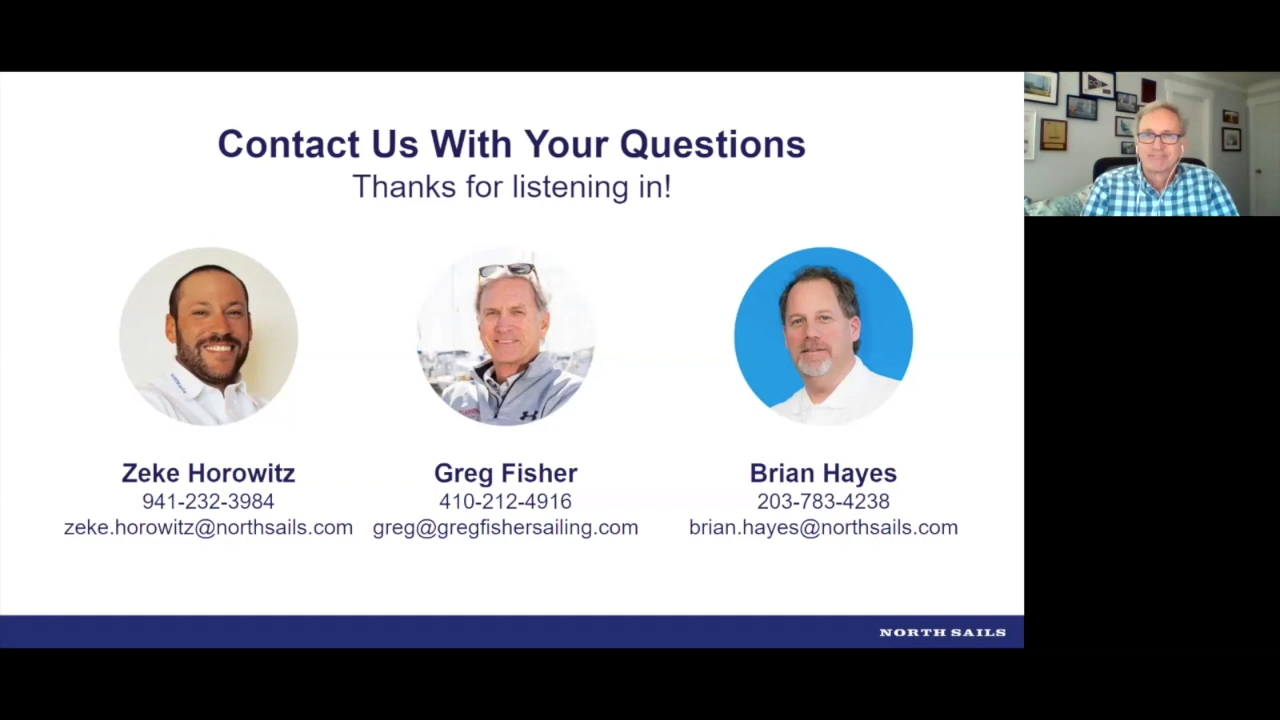 Contact Us With Your Questions
Thanks for listening in!
Zeke Horowitz
941-232-3984
zeke.horowitz@northsails.com
Greg Fisher
410-212-4916
greg@gregfishersailing.com
Brian Hayes
203-783-4238
brian.hayes@northsails.com
NORTH SAILS